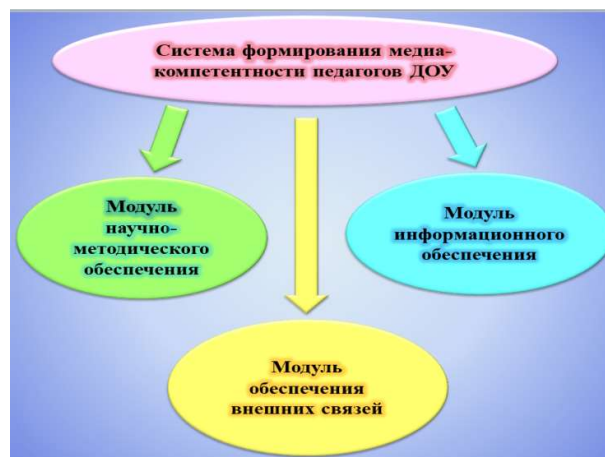 Система формирования медиа-
компетентности педагогов ДОУ
Модуль
научно-
методического
обеспечения
Модуль
информационного
обеспечения
Модуль
обеспечения
внешних связей